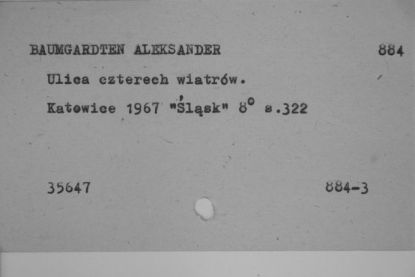 BAUMGARDTEN ALEKSANDER 884
Ulica czterech wiatrów.
Katowice 1967 "Śląsk" 8° s.322
35647 884-3